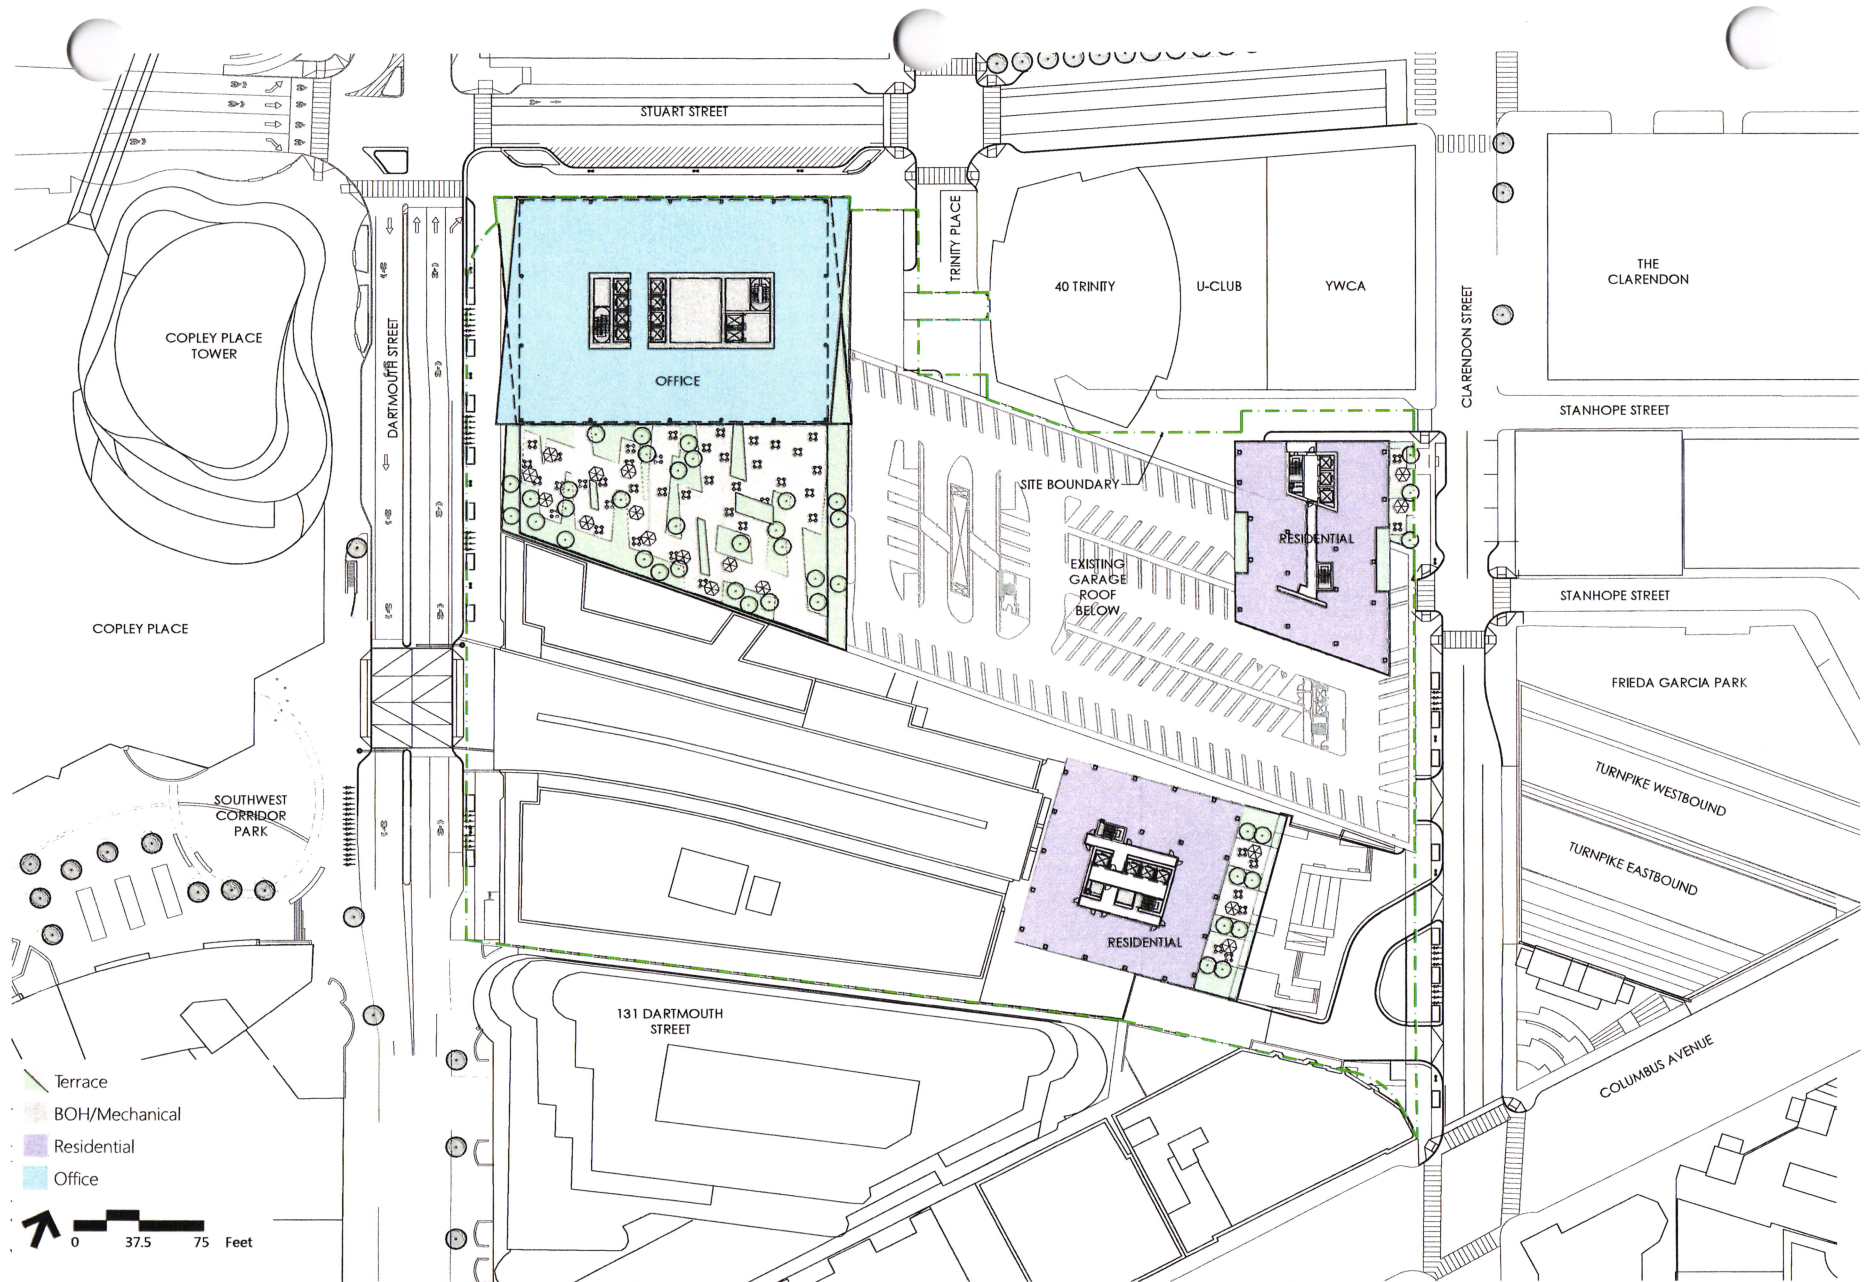 STUART STREET
TRINITY PLACE
40 TRINITY
U-CLUB
YWCA
CLARENDON STREET
THE
CLARENDON
COPLEY PLACE
TOWER
DARTMOUTH STREET
OFFICE
STANHOPE STREET
SITE BOUNDARY
RESIDENTIAL
EXISTING
GARAGE
ROOF
BELOW
STANHOPE STREET
COPLEY PLACE
FRIEDA GARCIA PARK
TURNPIKE WESTBOUND
SOUTHWEST
CORRIDOR
PARK
TURNPIKE EASTBOUND
RESIDENTIAL
131 DARTMOUTH
STREET
COLUMBUS AVENUE
Terrace
BOH/Mechanical
Residential
Office
0 37.5 75 Feet